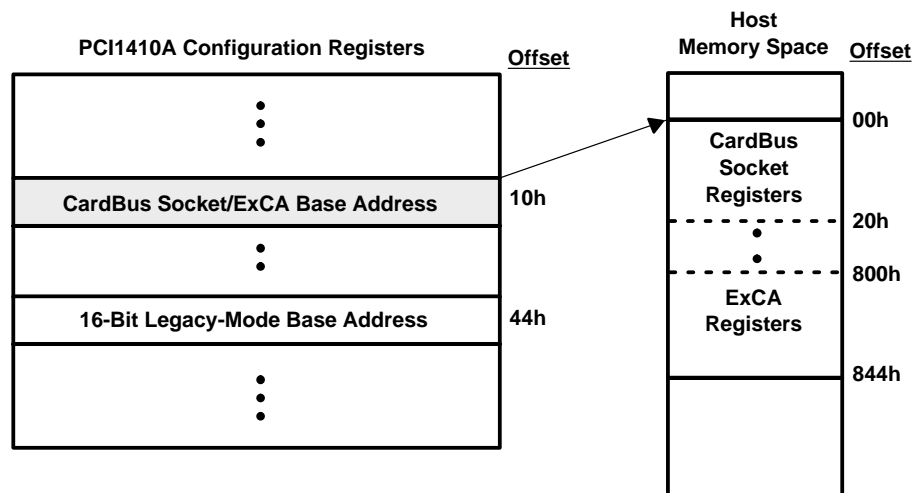 PCI1410A Configuration Registers
Offset
CardBus Socket/ExCA Base Address
10h
16-Bit Legacy-Mode Base Address
44h
Host
Memory Space
Offset
00h
CardBus
Socket
Registers
20h
800h
ExCA
Registers
844h